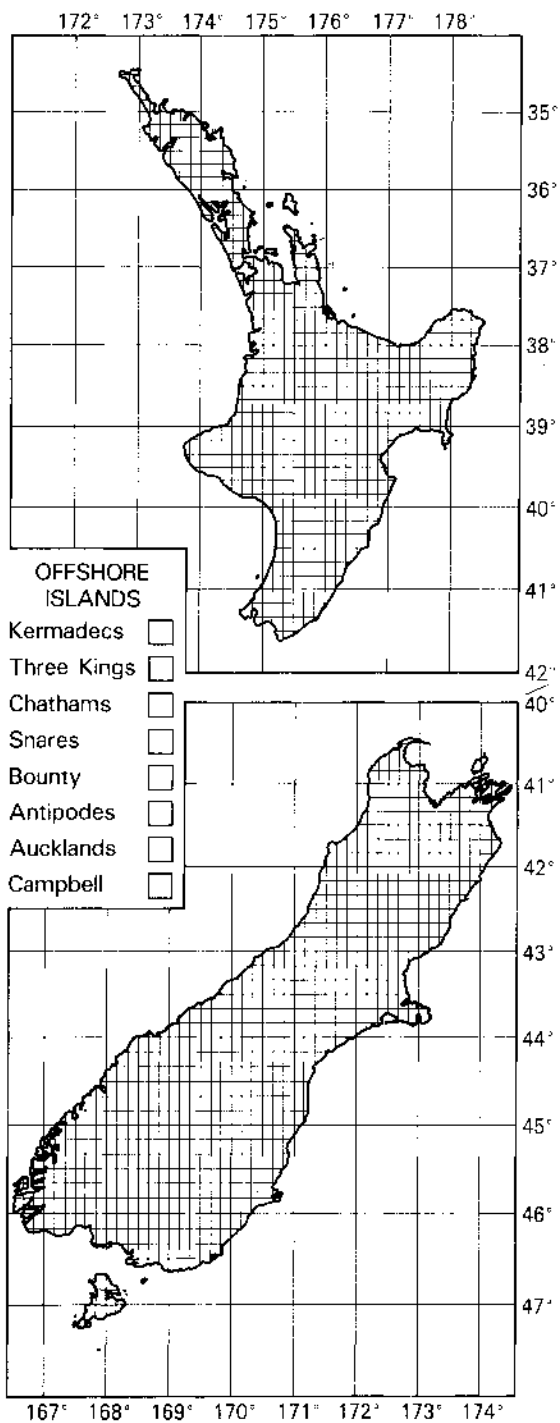 172° 173° 174° 175° 176° 177° 178°
35°
36°
37°
38°
39°
40°
41°
42°
OFFSHORE
ISLANDS
Kermadecs
Three Kings
Chathams
Snares
Bounty
Antipodes
Aucklands
Campbell
40°
41°
42°
43°
44°
45°
46°
47°
167° 168° 169° 170° 171° 172° 173° 174°